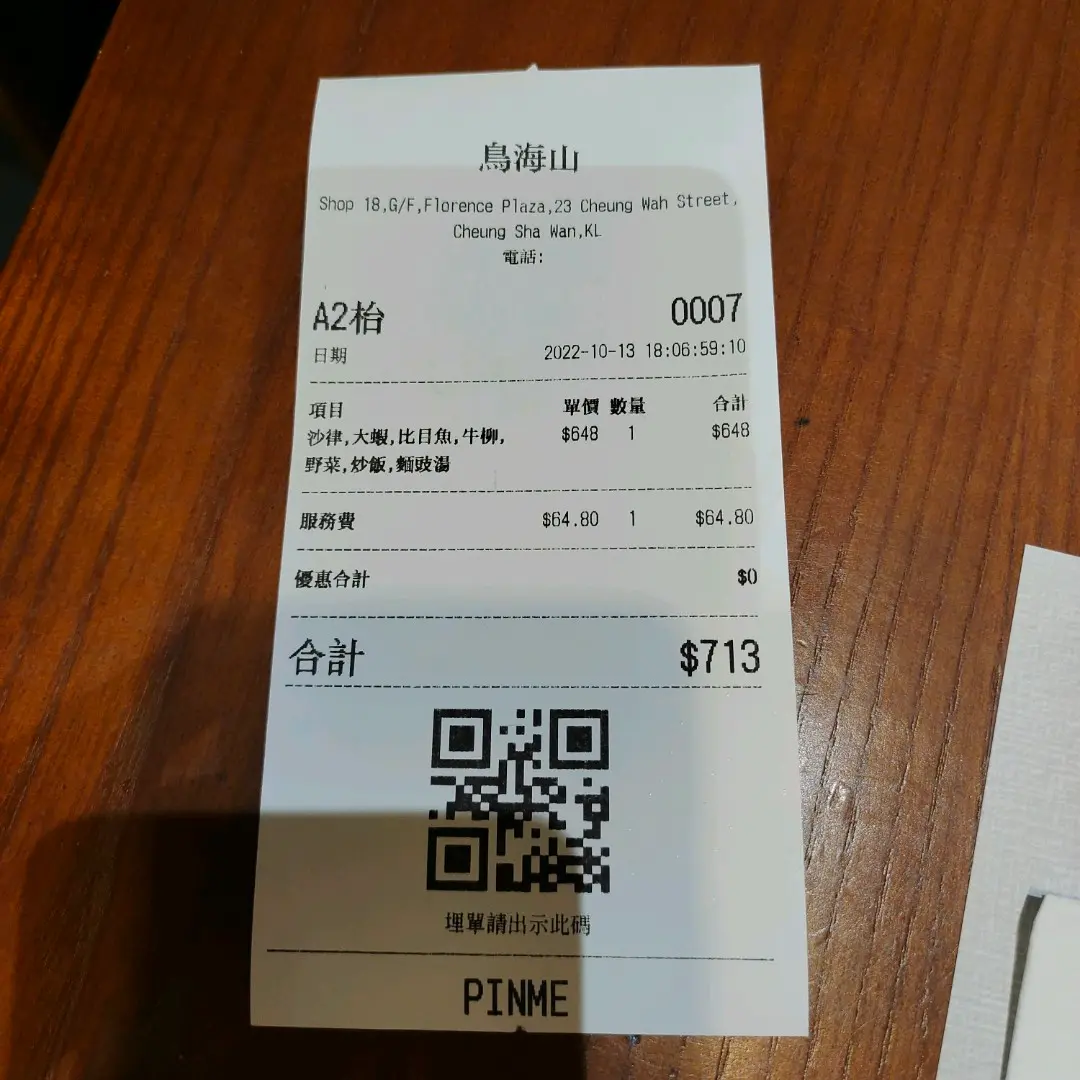 鳥海山
Shop 18,G/F,Florence Plaza,23 Cheung Wah Street,
Cheung Sha Wan,KL
電話:
A2枱 0007
日期 2022-10-13 18:06:59:10
項目 單價 數量 合計
沙律,大蝦,比目魚,牛柳, $648 1 $648
野菜,炒飯,麵豉湯
服務費 $64.80 1 $64.80
優惠合計 $0
合計 $713
埋單請出示此碼
PINME